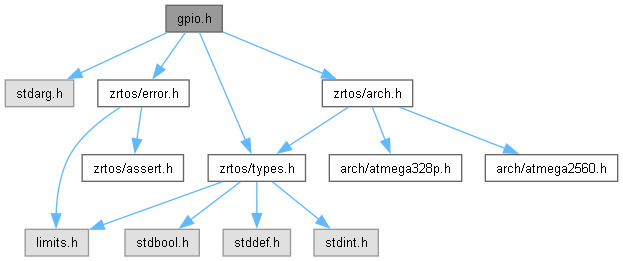 gpio.h
stdarg.h
zrtos/error.h
zrtos/arch.h
zrtos/assert.h
zrtos/types.h
arch/atmega328p.h
arch/atmega2560.h
limits.h
stdbool.h
stddef.h
stdint.h